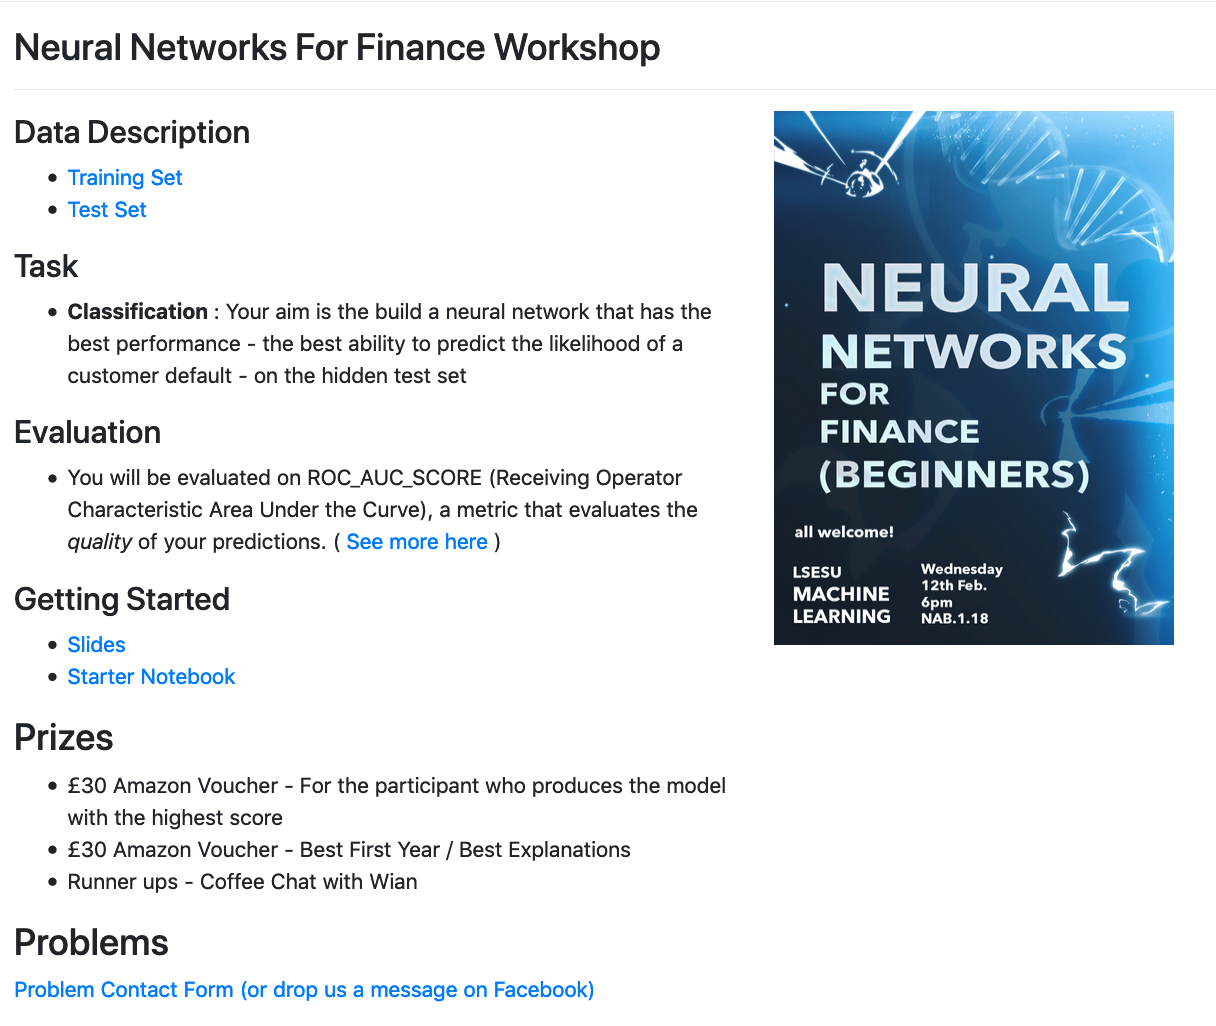 Neural Networks For Finance Workshop
Data Description
Training Set
Test Set
Task
Classification : Your aim is the build a neural network that has the
best performance - the best ability to predict the likelihood of a
customer default - on the hidden test set
Evaluation
You will be evaluated on ROC_AUC_SCORE (Receiving Operator
Characteristic Area Under the Curve), a metric that evaluates the
quality of your predictions. ( See more here )
Getting Started
Slides
Starter Notebook
Prizes
£30 Amazon Voucher - For the participant who produces the model
with the highest score
£30 Amazon Voucher - Best First Year / Best Explanations
Runner ups - Coffee Chat with Wian
Problems
Problem Contact Form (or drop us a message on Facebook)
NEURAL
NETWORKS
FOR
FINANCE
(BEGINNERS)
all welcome!
LSESU
MACHINE
LEARNING
Wednesday
12th Feb.
6pm
NAB.1.18